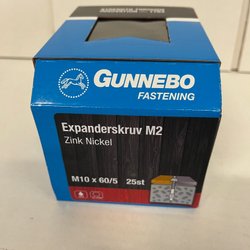 GUNNEBO
FASTENING
Expanderskruv M2
Zink Nickel
M10 x 60/5 25st